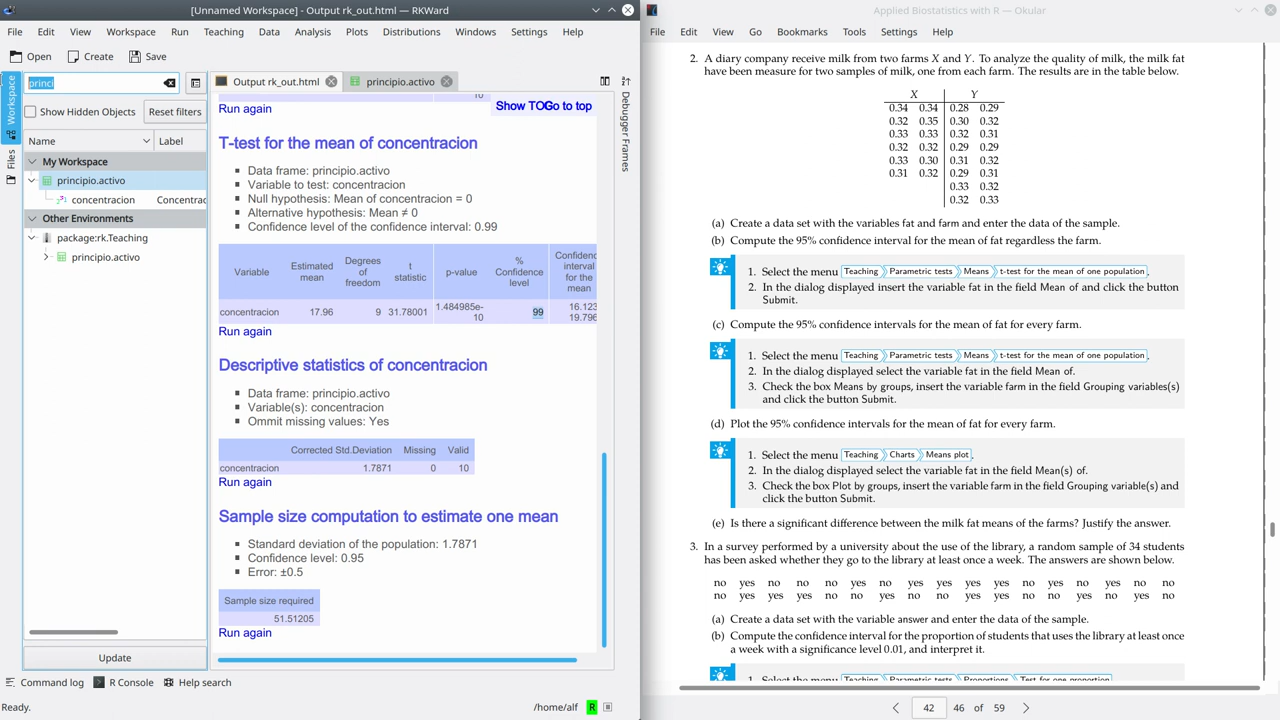 [Unnamed Workspace] - Output rk_out.html — RKWard
File Edit View Workspace Run Teaching Data Analysis Plots Distributions Windows Settings Help
Open Create Save
Workspace
Files
princi
Show Hidden Objects Reset filters
Name Label
My Workspace
principio.activo
concentracion Concentrac
Other Environments
package:rk.Teaching
principio.activo
Update
Output rk_out.html principio.activo
Debugger Frames
10
Run again
Show TOGo to top
T-test for the mean of concentracion
Data frame: principio.activo
Variable to test: concentracion
Null hypothesis: Mean of concentracion = 0
Alternative hypothesis: Mean ≠ 0
Confidence level of the confidence interval: 0.99
Variable Estimated mean Degrees of freedom t statistic p-value % Confidence level Confidenc interval for the mean
concentracion 17.96 9 31.78001 1.484985e-10 99 16.123 19.796
Run again
Descriptive statistics of concentracion
Data frame: principio.activo
Variable(s): concentracion
Ommit missing values: Yes
Corrected Std.Deviation Missing Valid
concentracion 1.7871 0 10
Run again
Sample size computation to estimate one mean
Standard deviation of the population: 1.7871
Confidence level: 0.95
Error: ±0.5
Sample size required
51.51205
Run again
Command log R Console Help search
Ready. /home/alf R
Applied Biostatistics with R — Okular
File Edit View Go Bookmarks Tools Settings Help
2. A diary company receive milk from two farms X and Y. To analyze the quality of milk, the milk fat
have been measure for two samples of milk, one from each farm. The results are in the table below.
X Y
0.34 0.34 0.28 0.29
0.32 0.35 0.30 0.32
0.33 0.33 0.32 0.31
0.32 0.32 0.29 0.29
0.33 0.30 0.31 0.32
0.31 0.32 0.29 0.31
0.33 0.32
0.32 0.33
(a) Create a data set with the variables fat and farm and enter the data of the sample.
(b) Compute the 95% confidence interval for the mean of fat regardless the farm.
1. Select the menu Teaching Parametric tests Means t-test for the mean of one population.
2. In the dialog displayed insert the variable fat in the field Mean of and click the button
Submit.
(c) Compute the 95% confidence intervals for the mean of fat for every farm.
1. Select the menu Teaching Parametric tests Means t-test for the mean of one population.
2. In the dialog displayed select the variable fat in the field Mean of.
3. Check the box Means by groups, insert the variable farm in the field Grouping variables(s)
and click the button Submit.
(d) Plot the 95% confidence intervals for the mean of fat for every farm.
1. Select the menu Teaching Charts Means plot.
2. In the dialog displayed select the variable fat in the field Mean(s) of.
3. Check the box Plot by groups, insert the variable farm in the field Grouping variable(s) and
click the button Submit.
(e) Is there a significant difference between the milk fat means of the farms? Justify the answer.
3. In a survey performed by a university about the use of the library, a random sample of 34 students
has been asked whether they go to the library at least once a week. The answers are shown below.
no yes no no no yes no yes yes yes yes no yes no yes no no
no yes no yes yes no no yes yes yes no no yes no yes yes no
(a) Create a data set with the variable answer and enter the data of the sample.
(b) Compute the confidence interval for the proportion of students that uses the library at least once
a week with a significance level 0.01, and interpret it.
1. Select the menu Teaching Parametric tests Proportions Test for one proportion
42 46 of 59